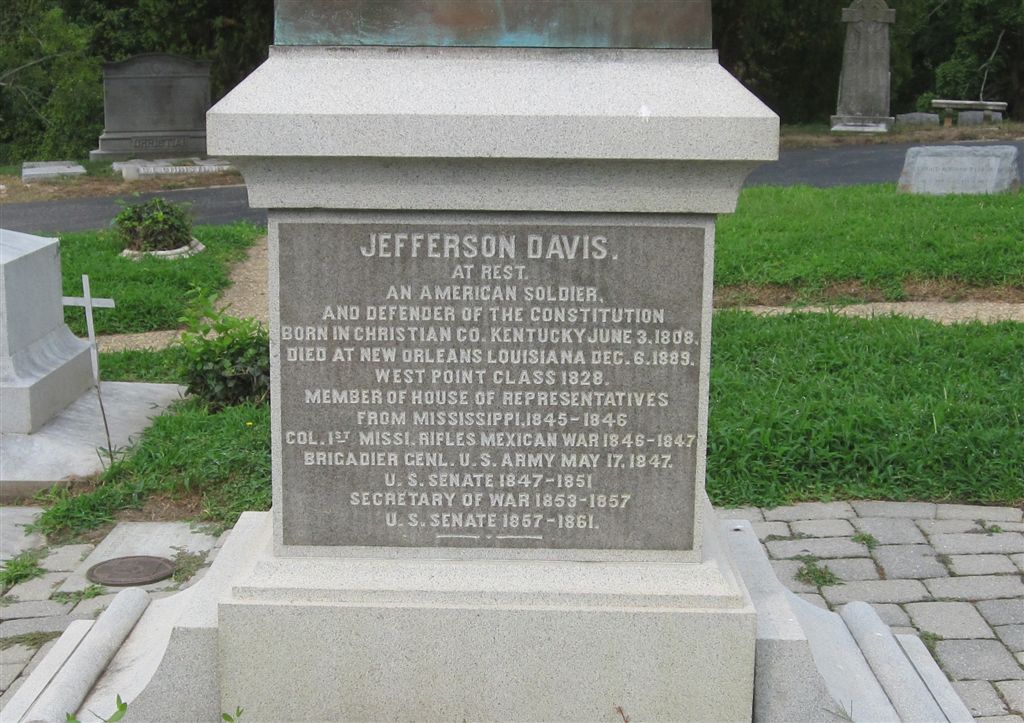 CHRISTIAN
JEFFERSON DAVIS.
AT REST.
AN AMERICAN SOLDIER,
AND DEFENDER OF THE CONSTITUTION
BORN IN CHRISTIAN CO. KENTUCKY JUNE 3.1808.
DIED AT NEW ORLEANS LOUISIANA DEC. 6.1889.
WEST POINT CLASS 1828.
MEMBER OF HOUSE OF REPRESENTATIVES
FROM MISSISSIPPI, 1845-1846
COL. 1ST MISSI. RIFLES MEXICAN WAR 1846-1847
BRIGADIER GENL. U. S. ARMY MAY 17. 1847.
U. S. SENATE 1847-1851
SECRETARY OF WAR 1853-1857
U. S. SENATE 1857-1861.